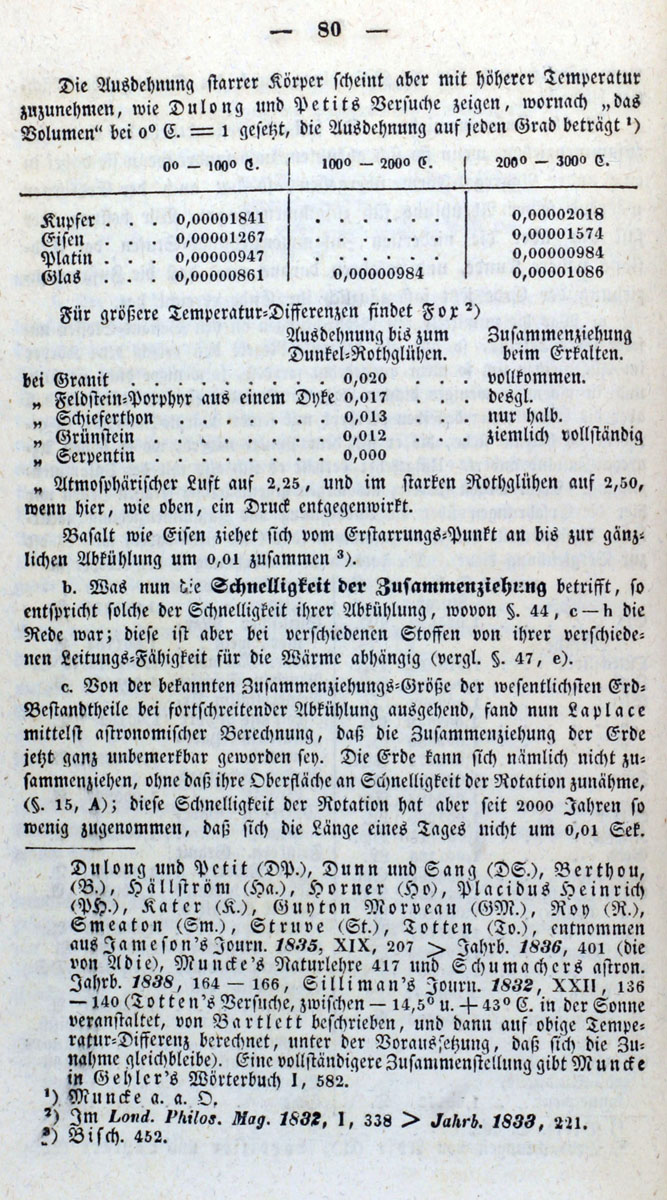 — 80 —
Die Ausdehnung starrer Körper scheint aber mit höherer Temperatur
zuzunehmen, wie Dulong und Petits Versuche zeigen, wornach „das
Volumen“ bei 0⁰ C. = 1 gesetzt, die Ausdehnung auf jeden Grad beträgt ¹)
0⁰ — 100⁰ C. 100⁰ — 200⁰ C. 200⁰ — 300⁰ C.
Kupfer . . . 0,00001841 . . . . . . 0,00002018
Eisen . . . . 0,00001267 . . . . . . 0,00001574
Platin . . . . 0,00000947 . . . . . . 0,00000984
Glas . . . . 0,00000861 . 0,00000984 . 0,00001086
Für größere Temperatur-Differenzen findet Fox ²)
Ausdehnung bis zum Zusammenziehung
Dunkel-Rothglühen. beim Erkalten.
bei Granit . . . . . . . . 0,020 . . . vollkommen.
„ Feldstein-Porphyr aus einem Dyke 0,017 . . . desgl.
„ Schieferthon . . . . . . 0,013 . . . nur halb.
„ Grünstein . . . . . . . 0,012 . . . ziemlich vollständig
„ Serpentin . . . . . . . 0,000
„ Atmosphärischer Luft auf 2,25, und im starken Rothglühen auf 2,50,
wenn hier, wie oben, ein Druck entgegenwirkt.
Basalt wie Eisen ziehet sich vom Erstarrungs-Punkt an bis zur gänz-
lichen Abkühlung um 0,01 zusammen ³).
b. Was nun die Schnelligkeit der Zusammenziehung betrifft, so
entspricht solche der Schnelligkeit ihrer Abkühlung, wovon §. 44, c — h die
Rede war; diese ist aber bei verschiedenen Stoffen von ihrer verschiede-
nen Leitungs-Fähigkeit für die Wärme abhängig (vergl. §. 47, e).
c. Von der bekannten Zusammenziehungs-Größe der wesentlichsten Erd-
Bestandtheile bei fortschreitender Abkühlung ausgehend, fand nun Laplace
mittelst astronomischer Berechnung, daß die Zusammenziehung der Erde
jetzt ganz unbemerkbar geworden sey. Die Erde kann sich nämlich nicht zu-
sammenziehen, ohne daß ihre Oberfläche an Schnelligkeit der Rotation zunähme,
(§. 15, A); diese Schnelligkeit der Rotation hat aber seit 2000 Jahren so
wenig zugenommen, daß sich die Länge eines Tages nicht um 0,01 Sek.
Dulong und Petit (DP.), Dunn und Sang (DS.), Berthou,
(B.), Hällström (Ha.), Horner (Ho), Placidus Heinrich
(PH.), Kater (K.), Guyton Morveau (GM.), Roy (R.),
Smeaton (Sm.), Struve (St.), Totten (To.), entnommen
aus Jameson's Journ. 1835, XIX, 207 > Jahrb. 1836, 401 (die
von Adie), Muncke's Naturlehre 417 und Schumachers astron.
Jahrb. 1838, 164 — 166, Silliman's Journ. 1832, XXII, 136
— 140 (Totten's Versuche, zwischen — 14,5⁰ u. + 43⁰ C. in der Sonne
veranstaltet, von Bartlett beschrieben, und dann auf obige Tempe-
ratur-Differenz berechnet, unter der Voraussetzung, daß sich die Zu-
nahme gleichbleibe). Eine vollständigere Zusammenstellung gibt Muncke
in Gehler's Wörterbuch I, 582.
¹) Muncke a. a. O.
²) Im Lond. Philos. Mag. 1832, I, 338 > Jahrb. 1833, 221.
³) Bisch. 452.